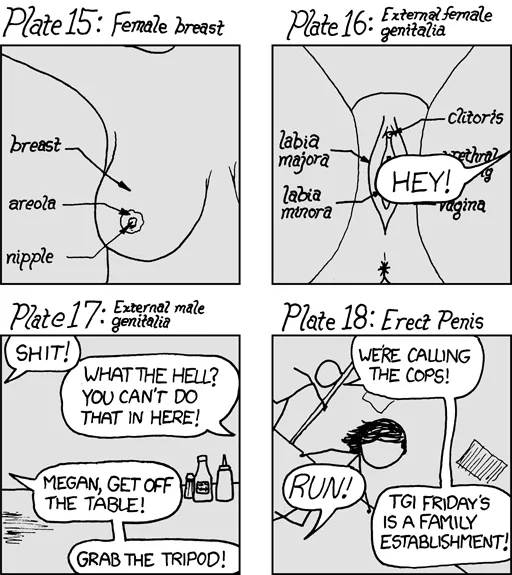 Plate 15: Female breast
breast
areola
nipple
Plate 16: External female
genitalia
clitoris
labia
majora
labia
minora
HEY!
vagina
Plate 17: External male
genitalia
SHIT!
WHAT THE HELL?
YOU CAN'T DO
THAT IN HERE!
MEGAN, GET OFF
THE TABLE!
GRAB THE TRIPOD!
Plate 18: Erect Penis
WE'RE CALLING
THE COPS!
RUN!
TGI FRIDAY'S
IS A FAMILY
ESTABLISHMENT!